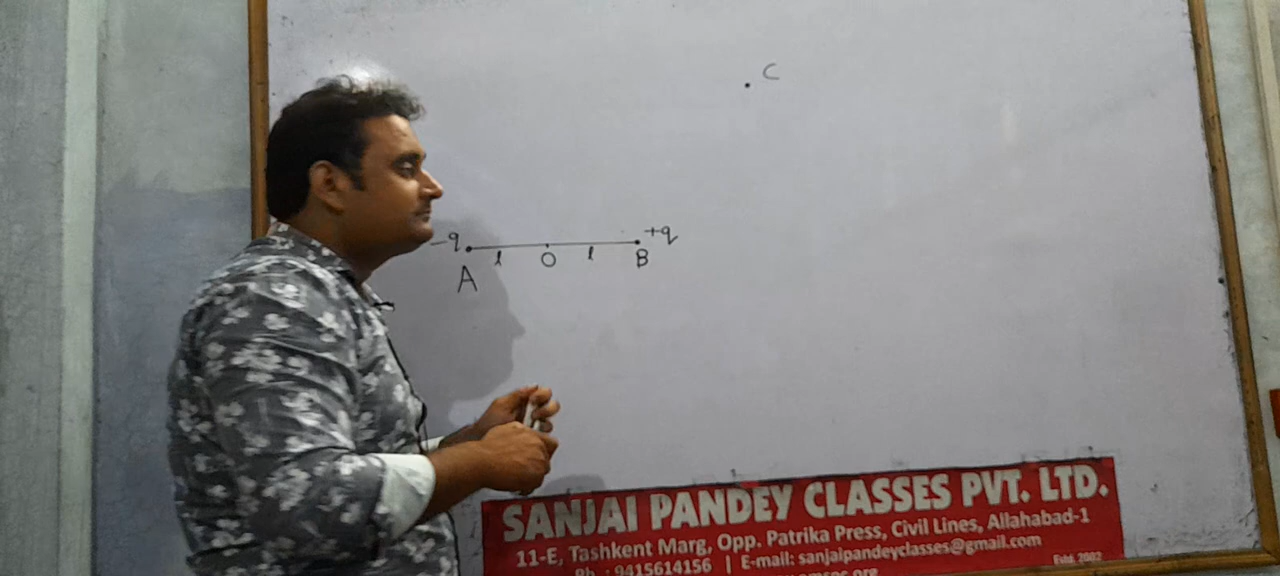 C
-q
+q
A
l
O
l
B
SANJAI PANDEY CLASSES PVT. LTD.
11-E, Tashkent Marg, Opp. Patrika Press, Civil Lines, Allahabad-1
Ph. : 9415614156 | E-mail: sanjaipandeyclasses@gmail.com
Estd. 2002